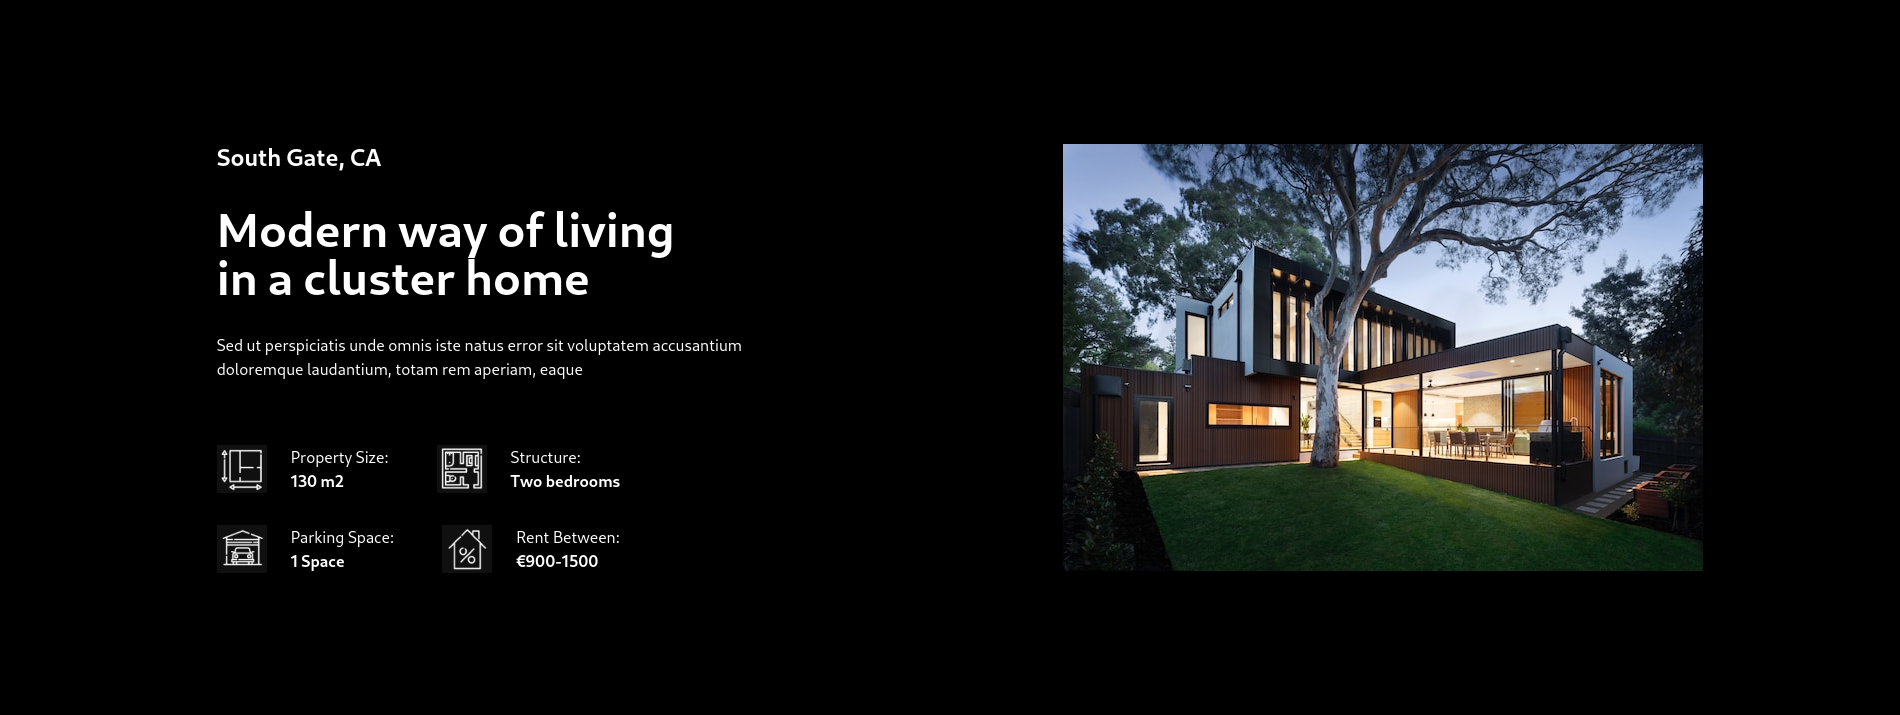 South Gate, CA
Modern way of living
in a cluster home
Sed ut perspiciatis unde omnis iste natus error sit voluptatem accusantium
doloremque laudantium, totam rem aperiam, eaque
Property Size:
130 m2
Structure:
Two bedrooms
Parking Space:
1 Space
Rent Between:
€900-1500